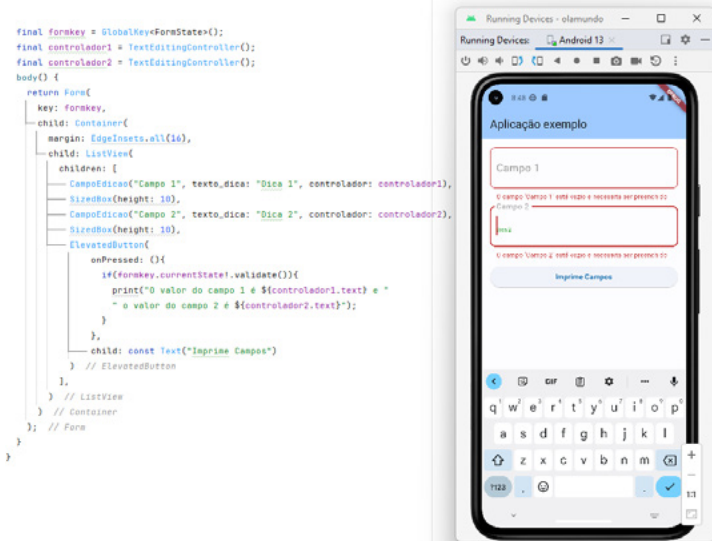 final formkey = GlobalKey<FormState>();
final controlador1 = TextEditingController();
final controlador2 = TextEditingController();
body() {
return Form(
key: formkey,
child: Container(
margin: EdgeInsets.all(16),
child: ListView(
children: [
CampoEdicao("Campo 1", texto_dica: "Dica 1", controlador: controlador1),
SizedBox(height: 10),
CampoEdicao("Campo 2", texto_dica: "Dica 2", controlador: controlador2),
SizedBox(height: 10),
ElevatedButton(
onPressed: (){
if(formkey.currentState!.validate()){
print("O valor do campo 1 é ${controlador1.text} e "
" o valor do campo 2 é ${controlador2.text}");
}
},
child: const Text("Imprime Campos")
) // ElevatedButton
],
) // ListView
) // Container
); // Form
}
}
Running Devices - olamundo
Running Devices: Android 13
Aplicação exemplo
Campo 1
O campo 'Campo 1' está vazio e necessita ser preenchido
Campo 2
O campo 'Campo 2' está vazio e necessita ser preenchido
Imprime Campos
GIF
q w e r t y u i o p
a s d f g h j k l
z x c v b n m
?123 , .
1:1